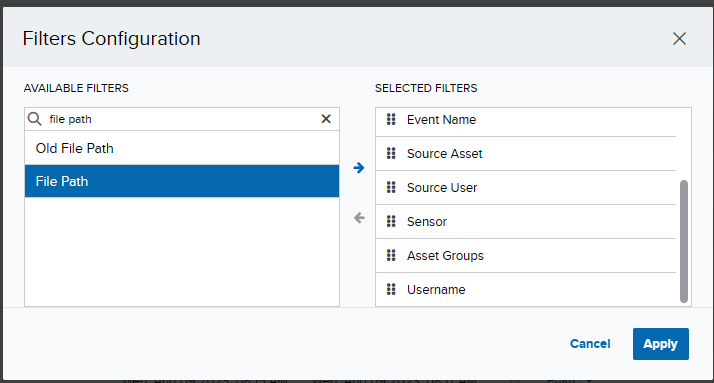 Filters Configuration
AVAILABLE FILTERS
file path
Old File Path
File Path
SELECTED FILTERS
Event Name
Source Asset
Source User
Sensor
Asset Groups
Username
Cancel
Apply